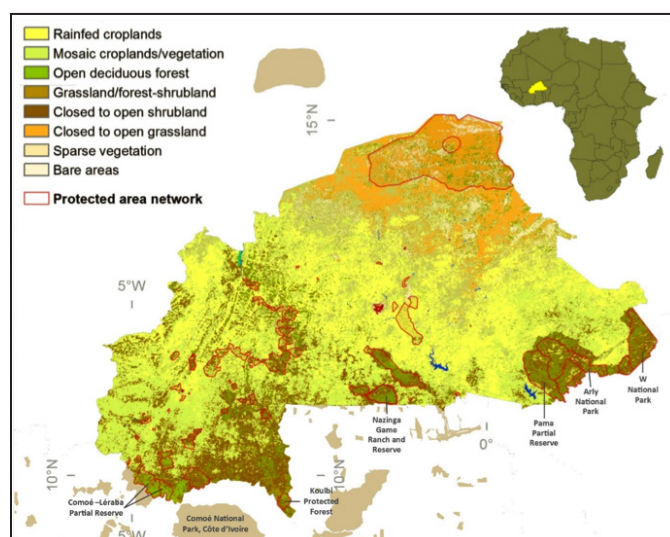 Rainfed croplands
Mosaic croplands/vegetation
Open deciduous forest
Grassland/forest-shrubland
Closed to open shrubland
Closed to open grassland
Sparse vegetation
Bare areas
Protected area network
15°N
5°W
W
National
Park
Arly
National
Park
Pama
Partial
Reserve
Nazinga
Game
Ranch and
Reserve
0°
10°N
10°N
Comoé –Léraba
Partial Reserve
Koulbi
Protected
Forest
Comoé National
Park, Côte d'Ivoire
5°W